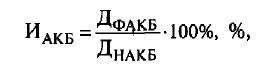 И_АКБ = Д_ФАКБ / Д_НАКБ · 100%, %,